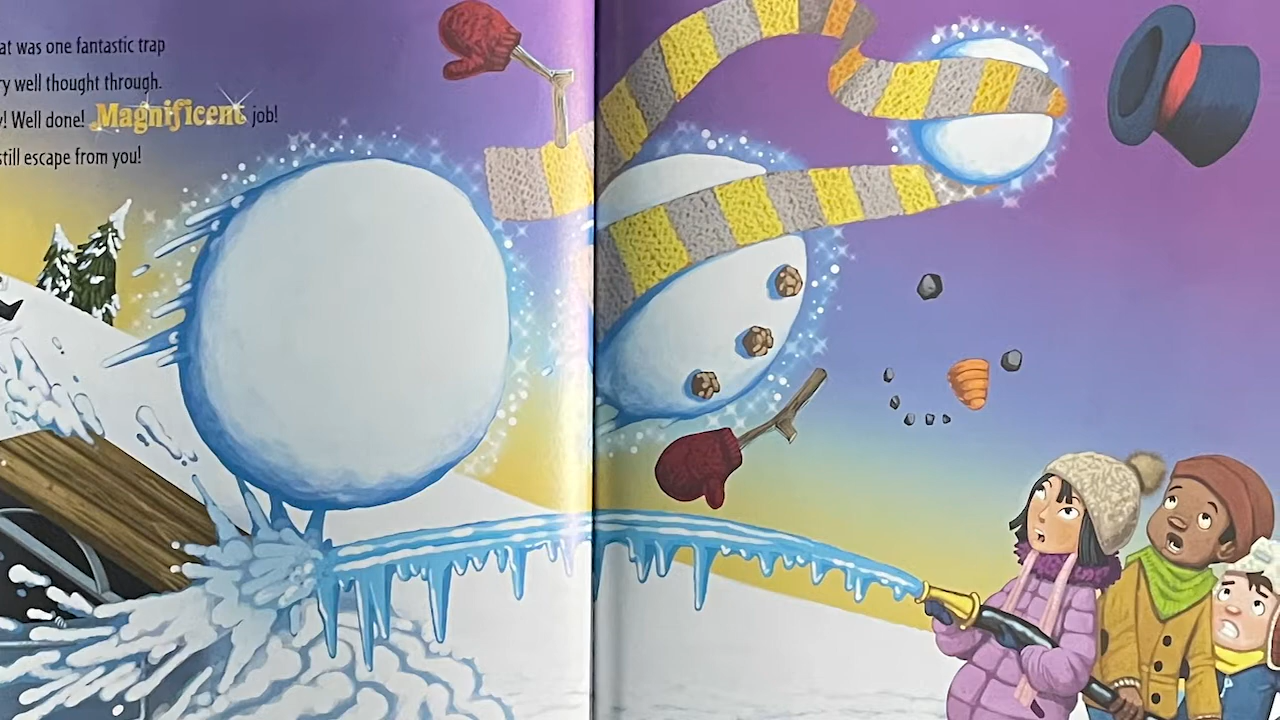 at was one fantastic trap
ry well thought through.
y! Well done! Magnificent job!
still escape from you!